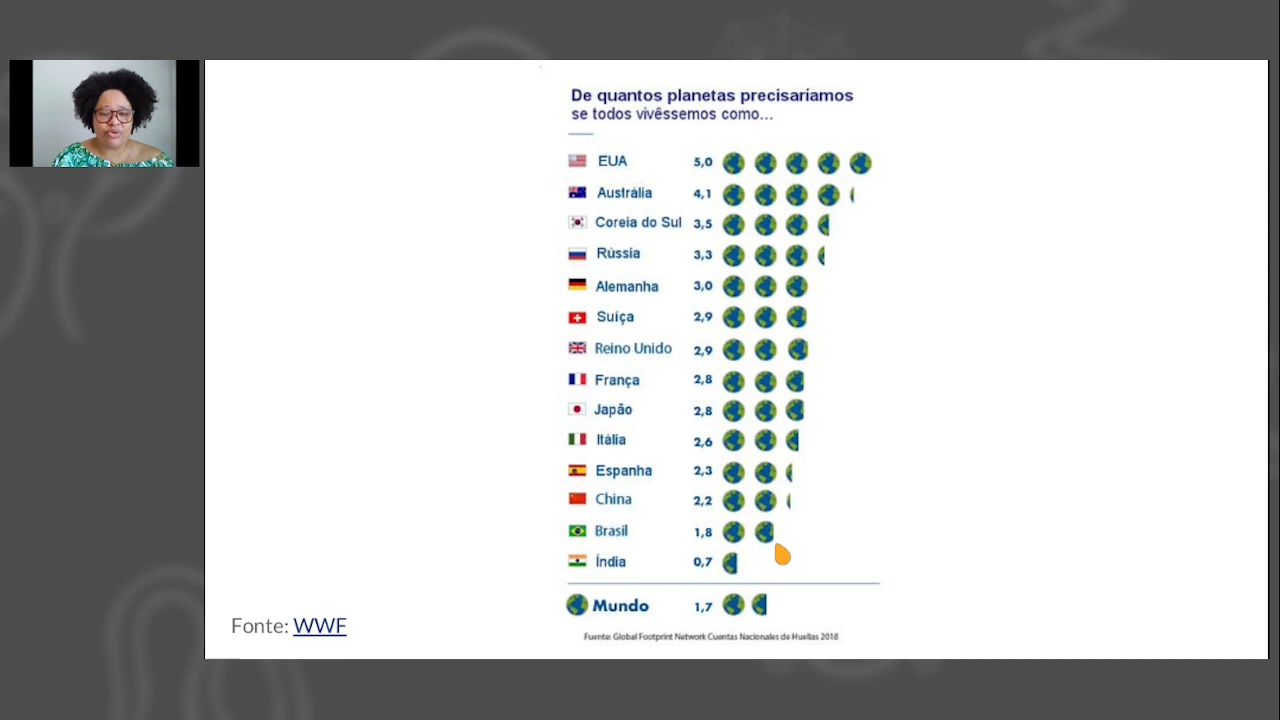 De quantos planetas precisaríamos
se todos vivêssemos como...
EUA 5,0
Austrália 4,1
Coreia do Sul 3,5
Rússia 3,3
Alemanha 3,0
Suíça 2,9
Reino Unido 2,9
França 2,8
Japão 2,8
Itália 2,6
Espanha 2,3
China 2,2
Brasil 1,8
Índia 0,7
Mundo 1,7
Fuente: Global Footprint Network Cuentas Nacionales de Huellas 2018
Fonte: WWF